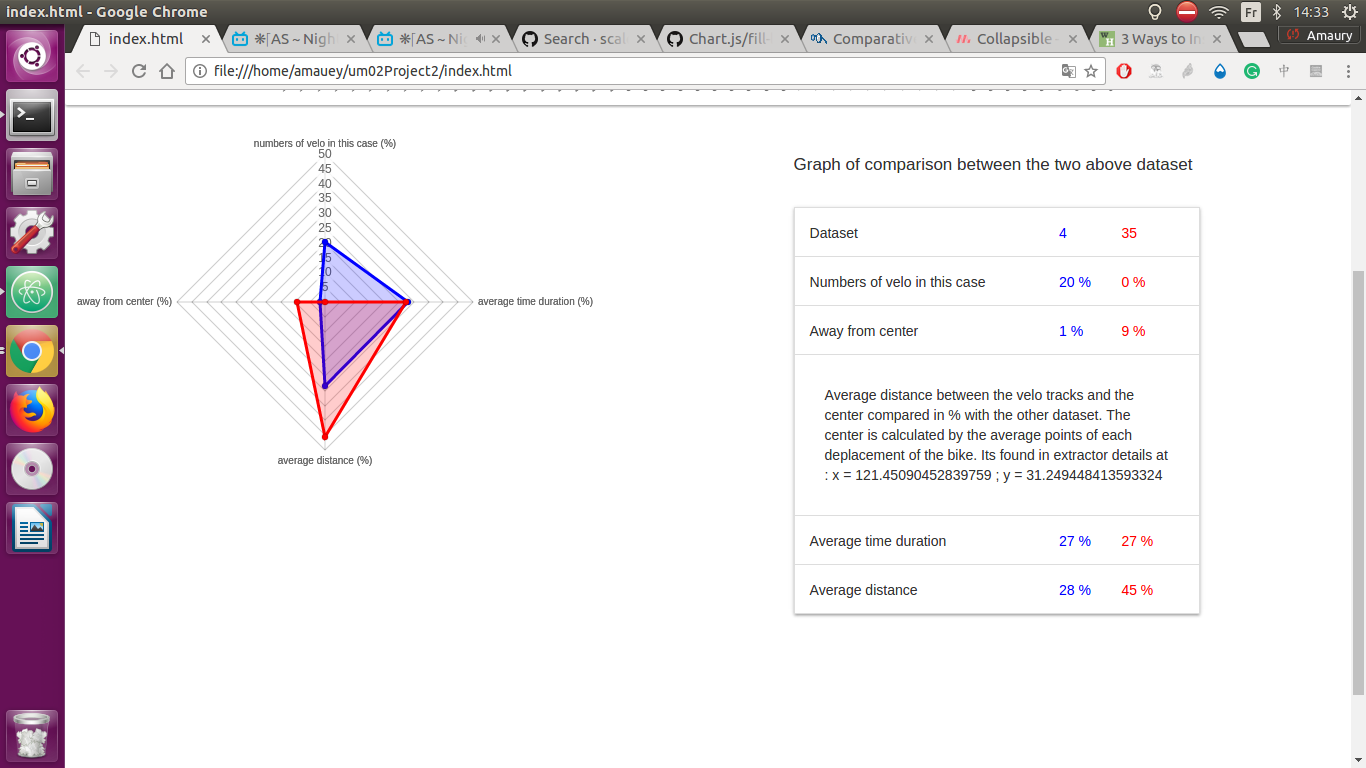 index.html - Google Chrome
Fr
14:33
index.html
❊⌈AS ~ Nigh
❊⌈AS ~ Ni
Search · scal
Chart.js/fill-
Comparative
Collapsible -
3 Ways to In
Amaury
file:///home/amauey/um02Project2/index.html
numbers of velo in this case (%)
50
45
40
35
30
25
20
15
10
5
away from center (%)
average time duration (%)
average distance (%)
Graph of comparison between the two above dataset
Dataset 4 35
Numbers of velo in this case 20 % 0 %
Away from center 1 % 9 %
Average distance between the velo tracks and the
center compared in % with the other dataset. The
center is calculated by the average points of each
deplacement of the bike. Its found in extractor details at
: x = 121.45090452839759 ; y = 31.249448413593324
Average time duration 27 % 27 %
Average distance 28 % 45 %